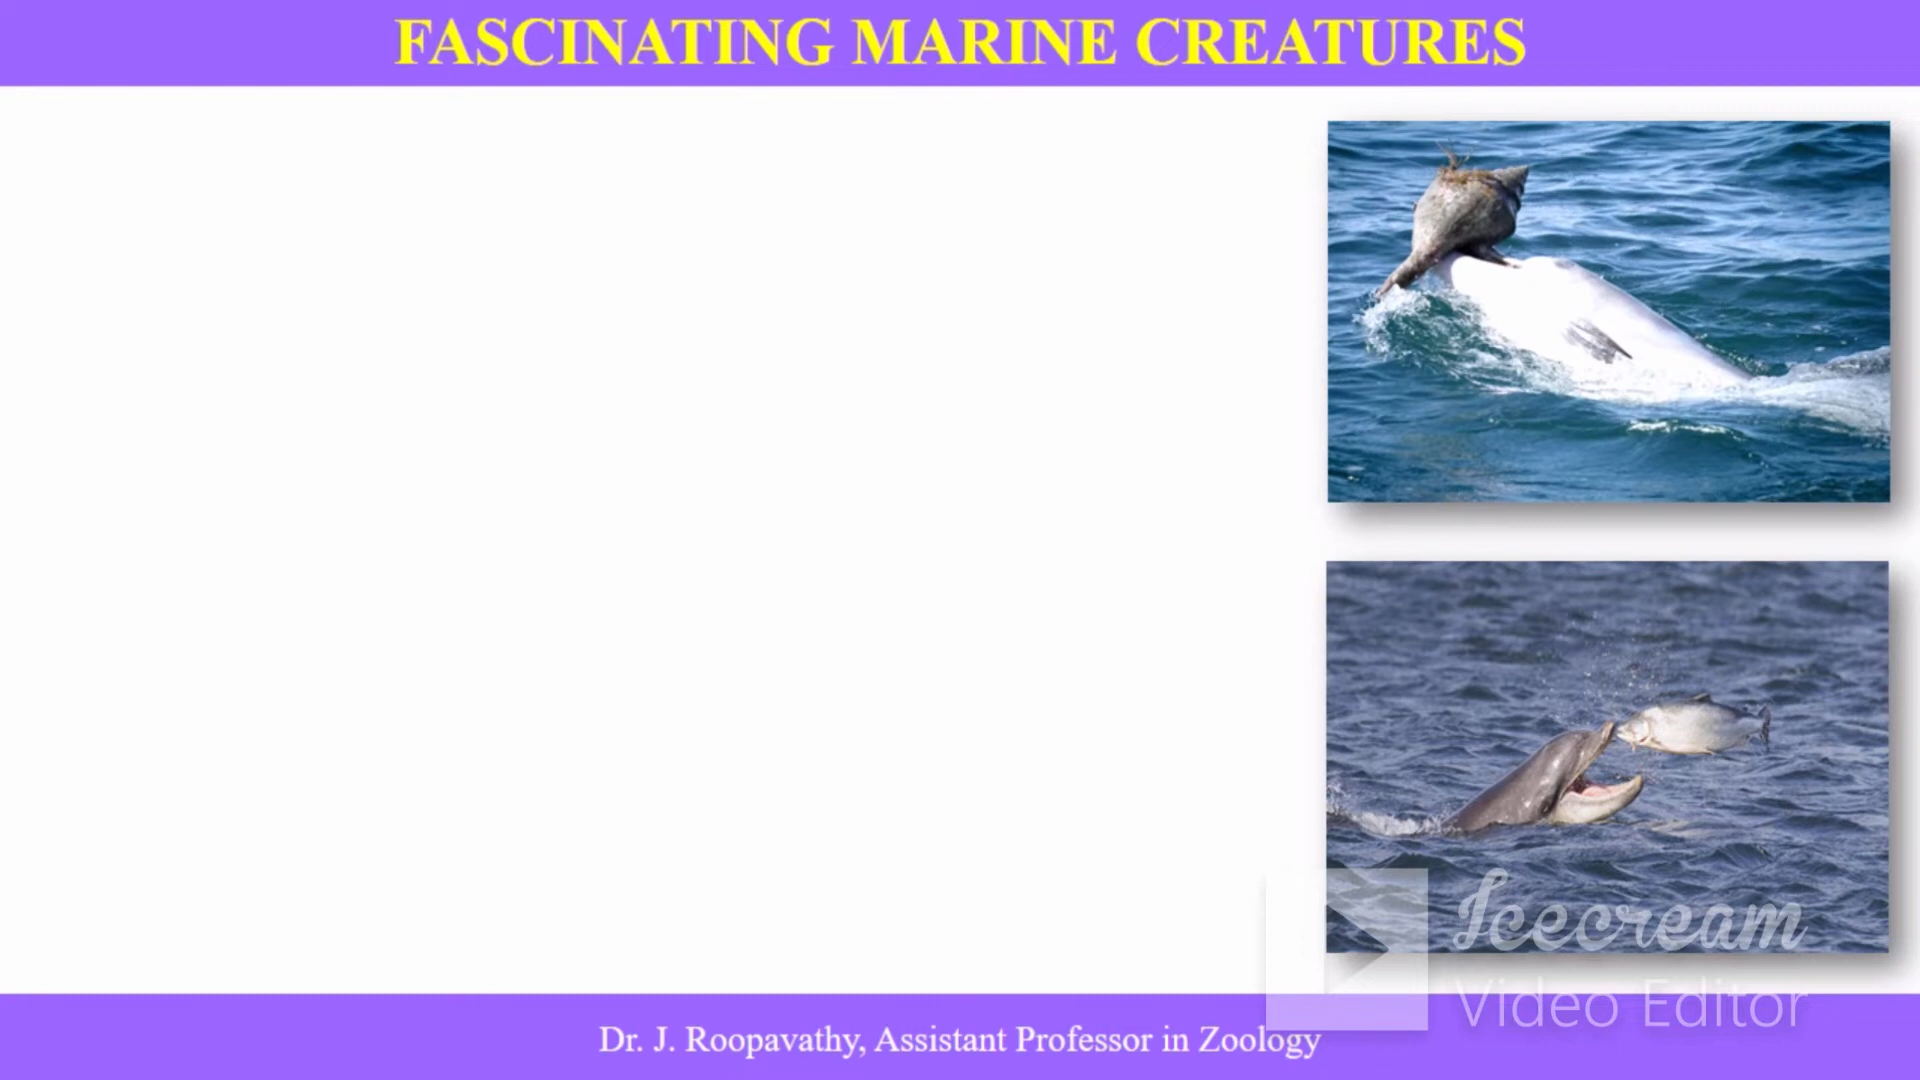 FASCINATING MARINE CREATURES
Icecream
Video Editor
Dr. J. Roopavathy, Assistant Professor in Zoology